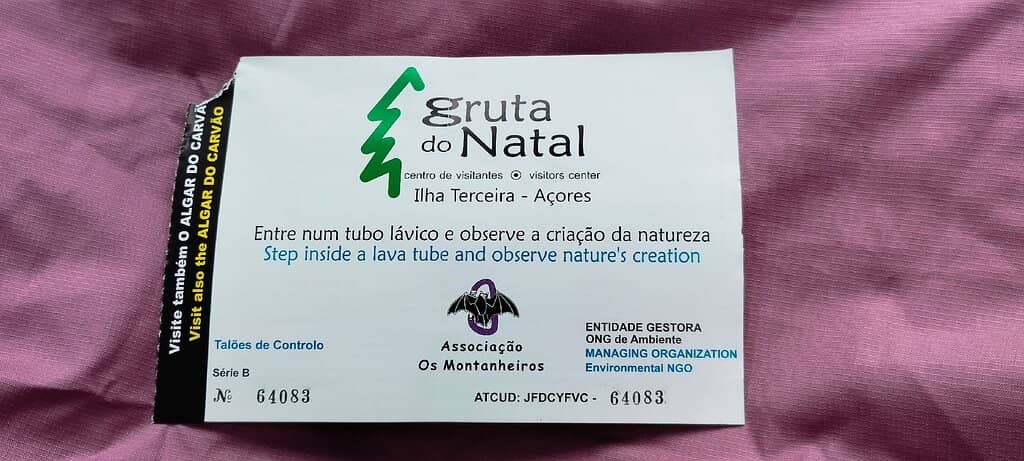 Visite também O ALGAR DO CARVÃ
Visit also the ALGAR DO CARVÃO
gruta
do Natal
centro de visitantes visitors center
Ilha Terceira - Açores
Entre num tubo lávico e observe a criação da natureza
Step inside a lava tube and observe nature's creation
Associação
Os Montanheiros
ENTIDADE GESTORA
ONG de Ambiente
MANAGING ORGANIZATION
Environmental NGO
Talões de Controlo
Série B
Nº 64083
ATCUD: JFDCYFVC - 64083